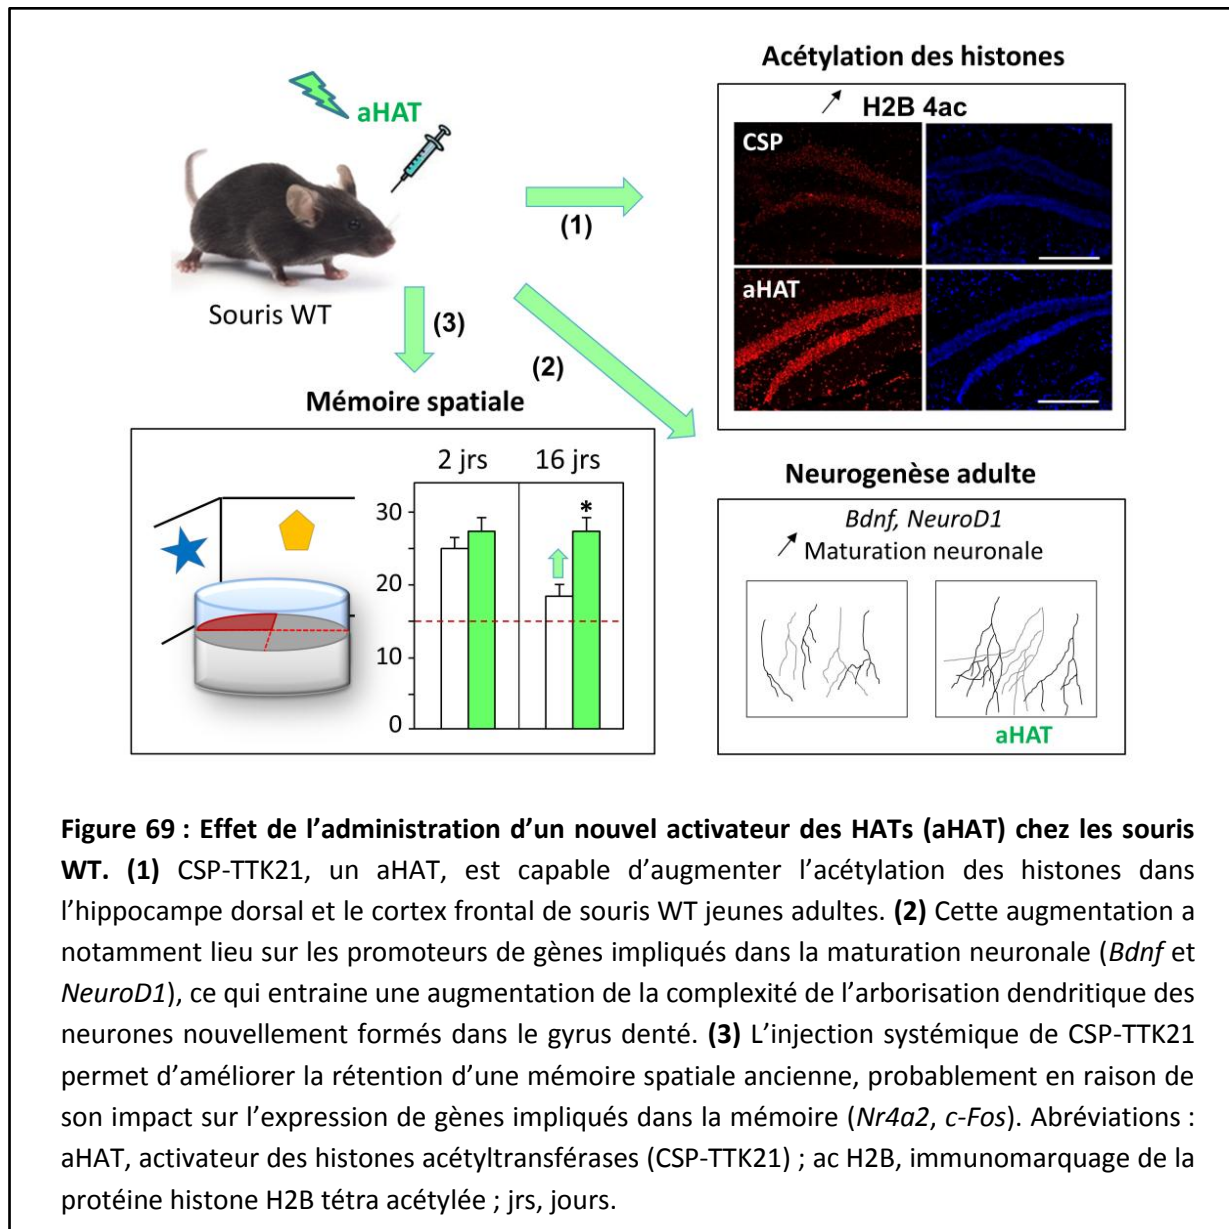 aHAT
Souris WT
(1)
(2)
(3)
Acétylation des histones
H2B 4ac
CSP
aHAT
Mémoire spatiale
2 jrs
16 jrs
30
20
10
0
*
Neurogenèse adulte
Bdnf, NeuroD1
Maturation neuronale
aHAT
Figure 69 : Effet de l’administration d’un nouvel activateur des HATs (aHAT) chez les souris
WT. (1) CSP-TTK21, un aHAT, est capable d’augmenter l’acétylation des histones dans
l’hippocampe dorsal et le cortex frontal de souris WT jeunes adultes. (2) Cette augmentation a
notamment lieu sur les promoteurs de gènes impliqués dans la maturation neuronale (Bdnf et
NeuroD1), ce qui entraine une augmentation de la complexité de l’arborisation dendritique des
neurones nouvellement formés dans le gyrus denté. (3) L’injection systémique de CSP-TTK21
permet d’améliorer la rétention d’une mémoire spatiale ancienne, probablement en raison de
son impact sur l’expression de gènes impliqués dans la mémoire (Nr4a2, c-Fos). Abréviations :
aHAT, activateur des histones acétyltransférases (CSP-TTK21) ; ac H2B, immunomarquage de la
protéine histone H2B tétra acétylée ; jrs, jours.